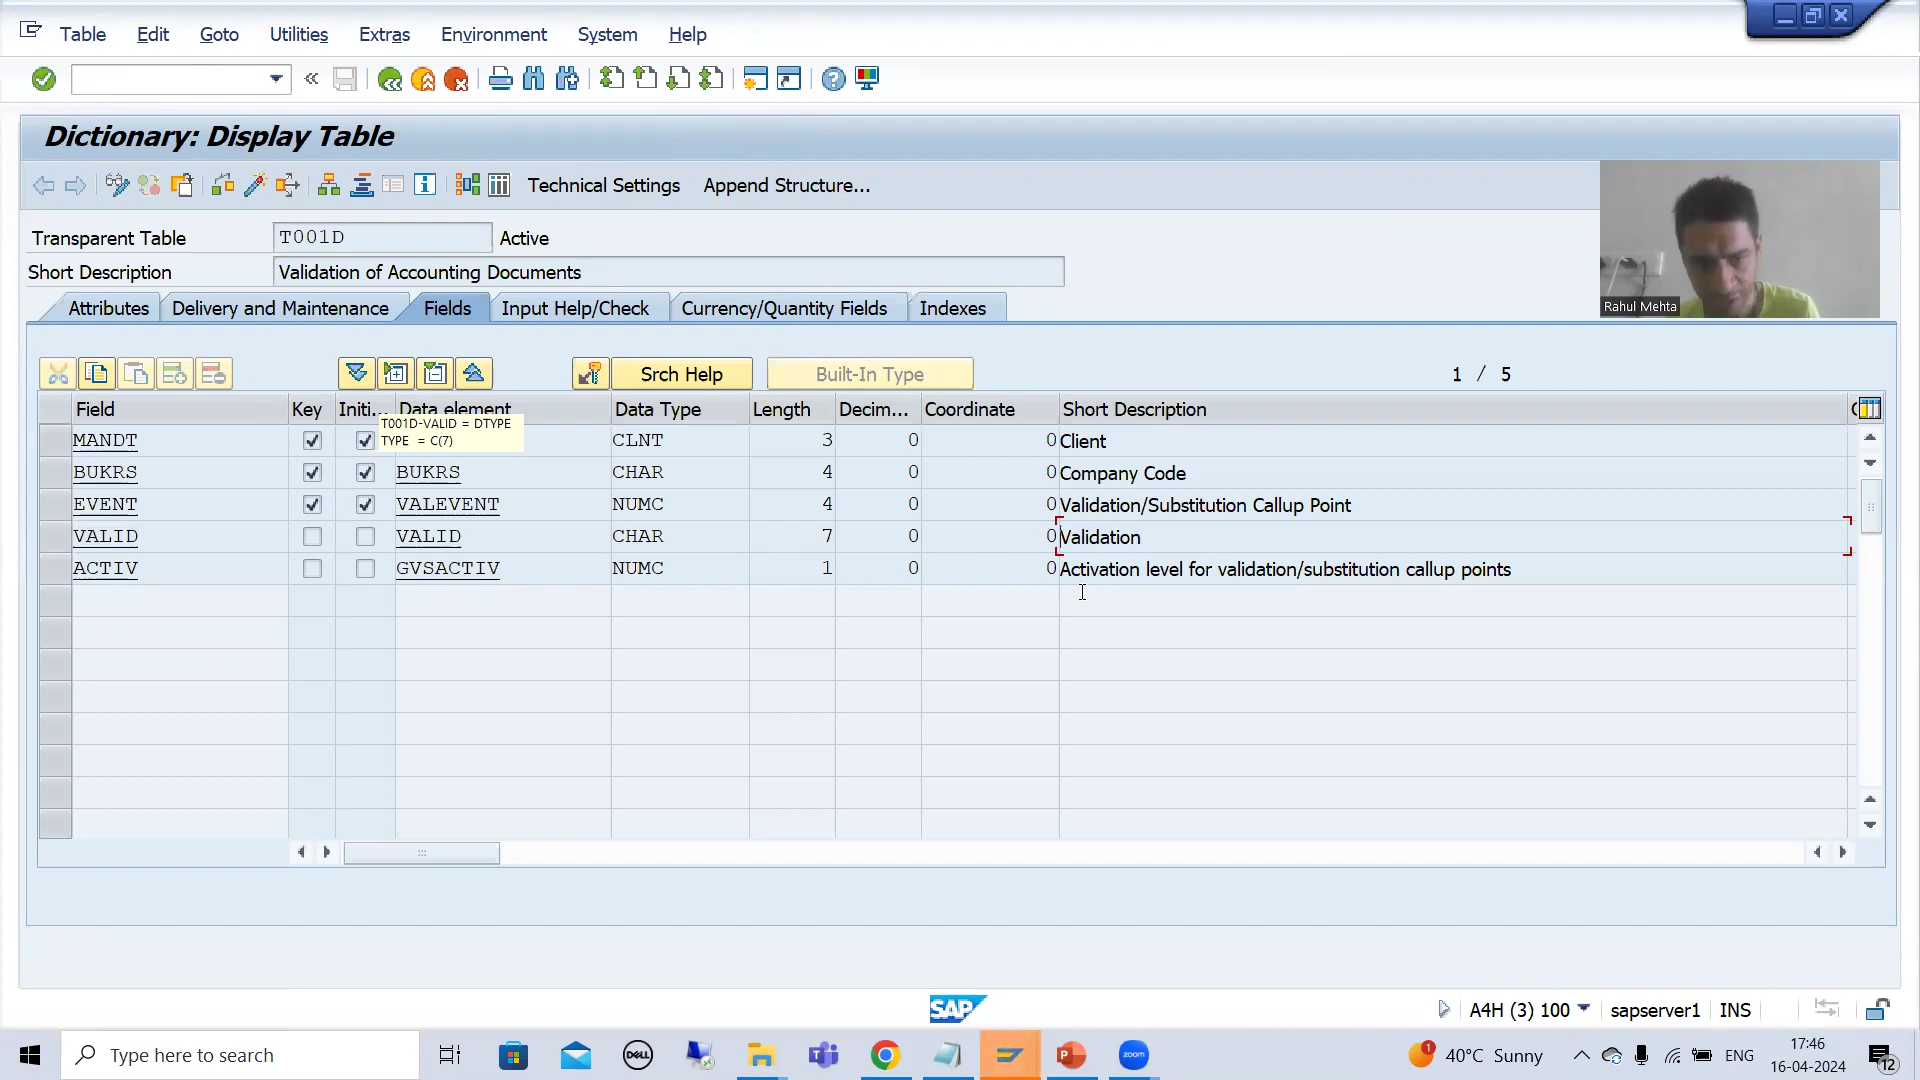 Table Edit Goto Utilities Extras Environment System Help
Dictionary: Display Table
Technical Settings Append Structure...
Transparent Table T001D Active
Short Description Validation of Accounting Documents
Attributes Delivery and Maintenance Fields Input Help/Check Currency/Quantity Fields Indexes
Rahul Mehta
Srch Help Built-In Type 1 / 5
Field Key Initi... Data element Data Type Length Decim... Coordinate Short Description
T001D-VALID = DTYPE
TYPE = C(7)
MANDT CLNT 3 0 0 Client
BUKRS BUKRS CHAR 4 0 0 Company Code
EVENT VALEVENT NUMC 4 0 0 Validation/Substitution Callup Point
VALID VALID CHAR 7 0 0 Validation
ACTIV GVSACTIV NUMC 1 0 0 Activation level for validation/substitution callup points
SAP A4H (3) 100 sapserver1 INS
Type here to search DELL zoom 1 40°C Sunny ENG 17:46
16-04-2024 12